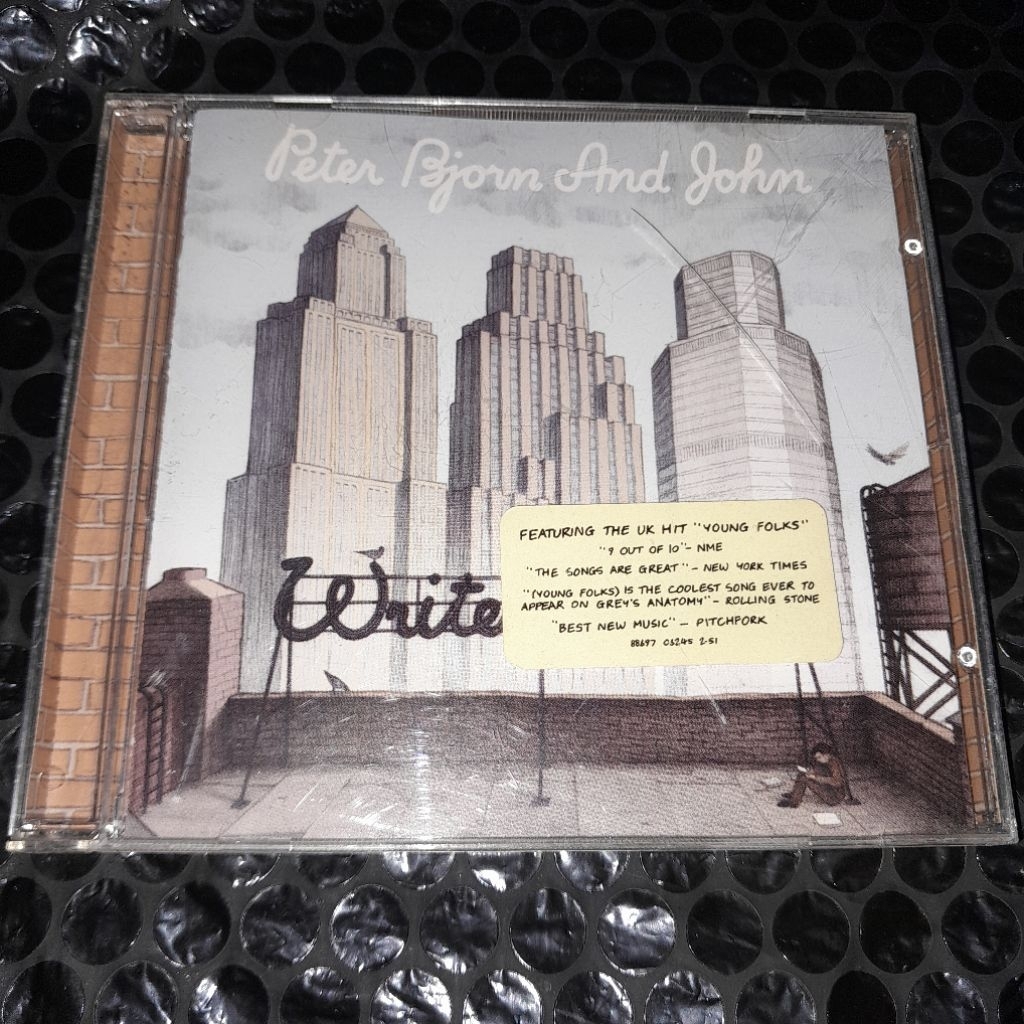 Peter Bjorn And John
Write
FEATURING THE UK HIT "YOUNG FOLKS"
"9 OUT OF 10" - NME
"THE SONGS ARE GREAT" - NEW YORK TIMES
"(YOUNG FOLKS) IS THE COOLEST SONG EVER TO
APPEAR ON GREY'S ANATOMY" - ROLLING STONE
"BEST NEW MUSIC" - PITCHFORK
88697 06245 2-S1